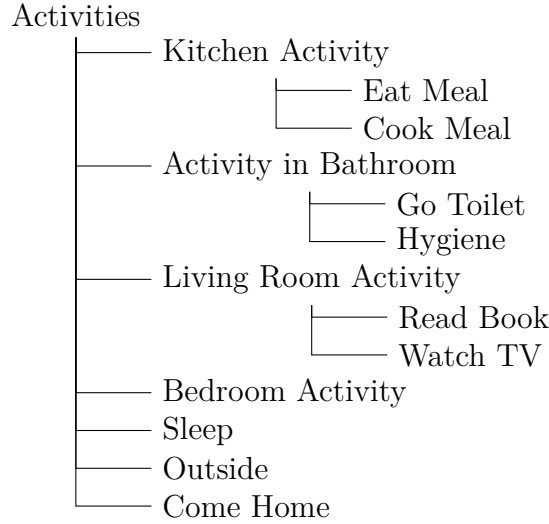 Activities
Kitchen Activity
Eat Meal
Cook Meal
Activity in Bathroom
Go Toilet
Hygiene
Living Room Activity
Read Book
Watch TV
Bedroom Activity
Sleep
Outside
Come Home